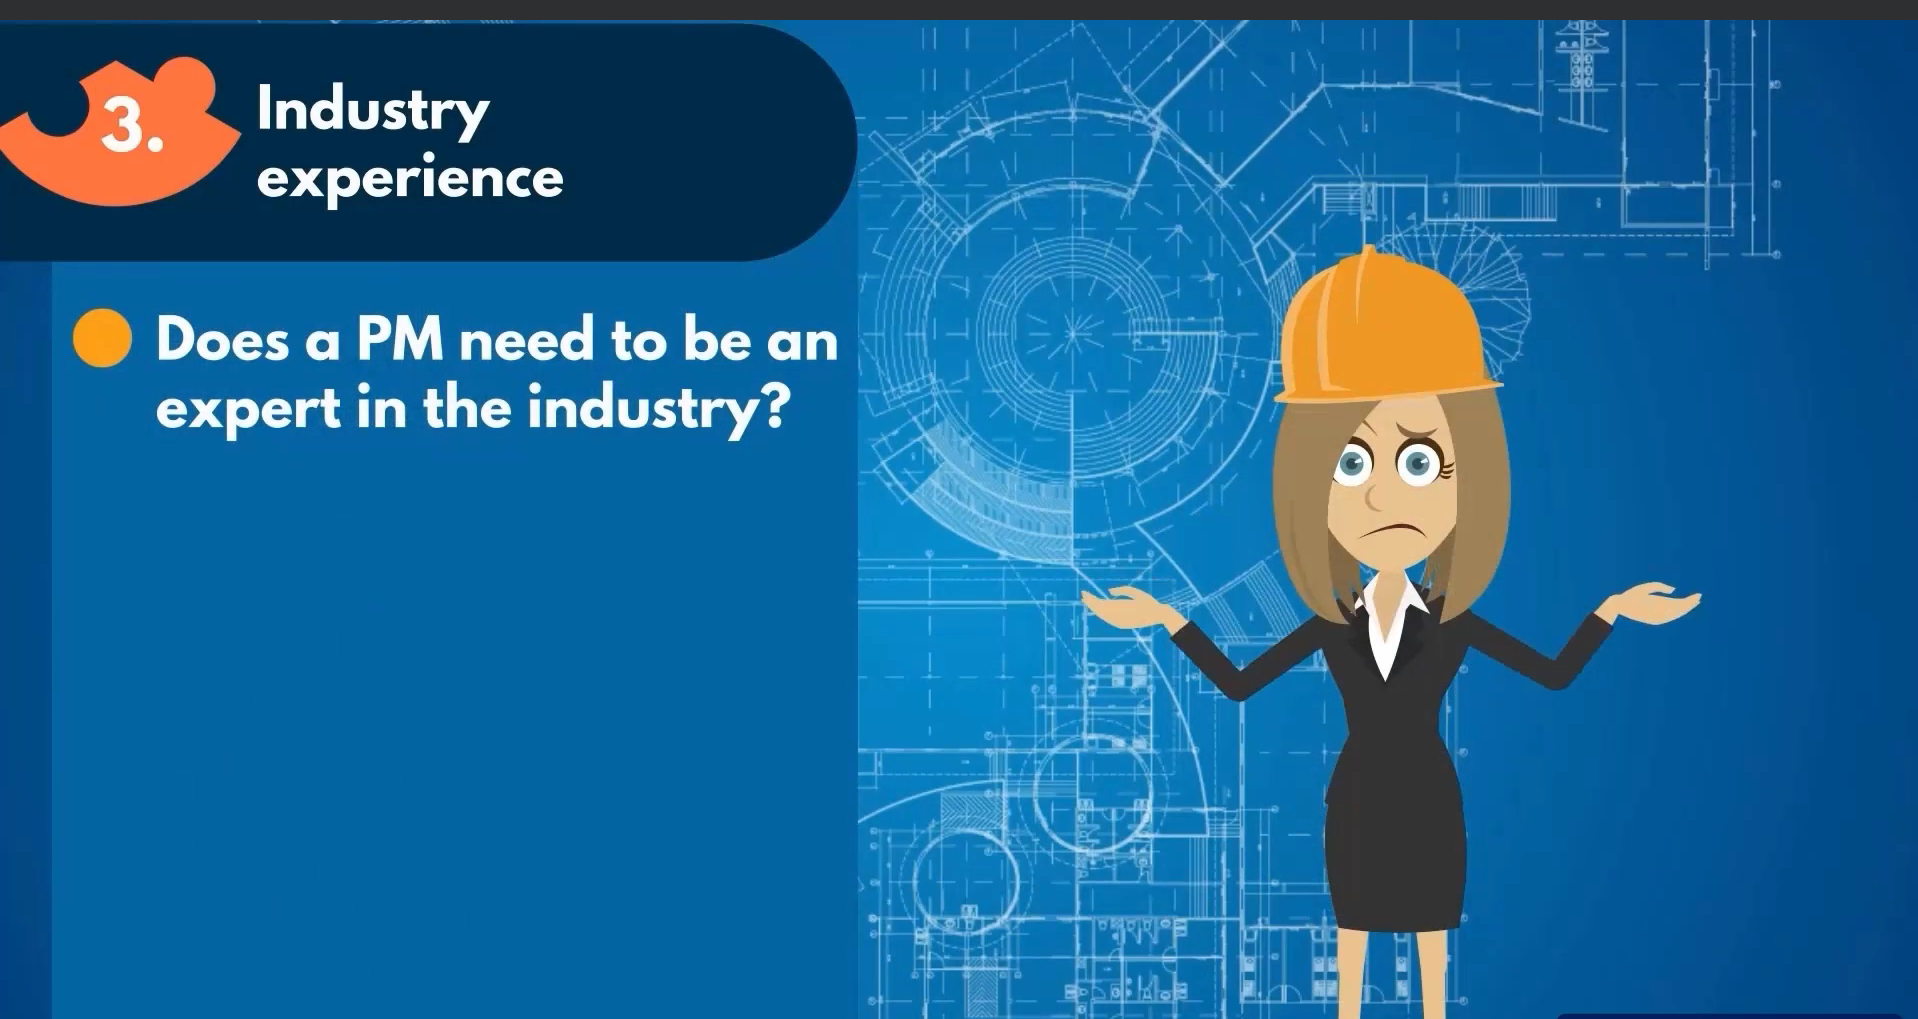 3.
Industry
experience
Does a PM need to be an
expert in the industry?